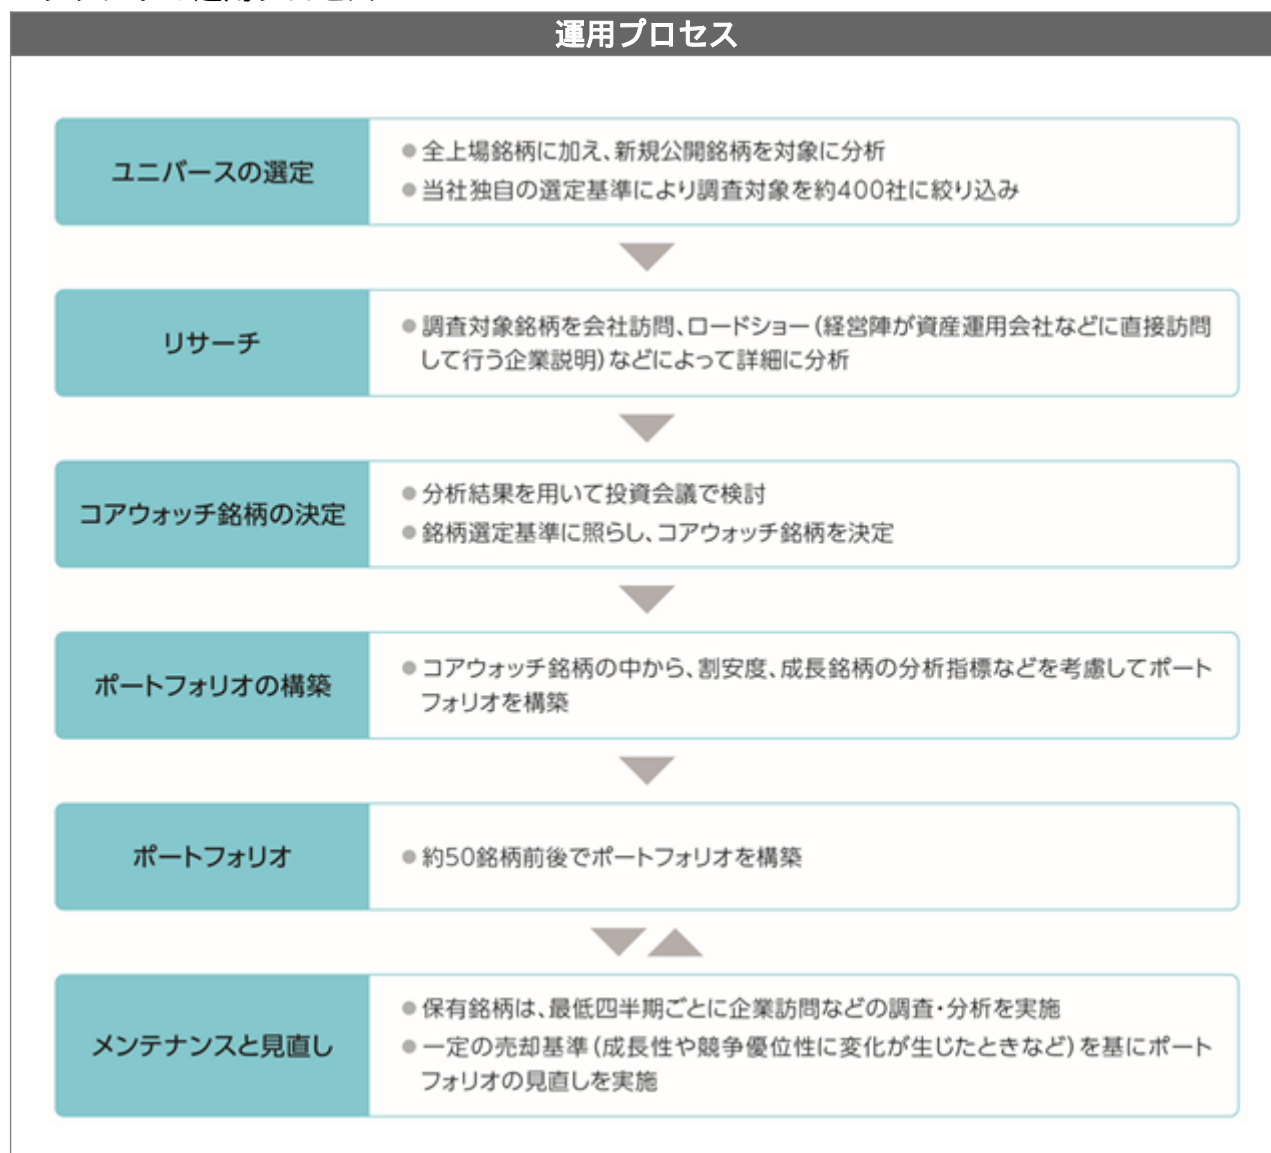 運用プロセス
ユニバースの選定
●全上場銘柄に加え、新規公開銘柄を対象に分析
●当社独自の選定基準により調査対象を約400社に絞り込み
リサーチ
●調査対象銘柄を会社訪問、ロードショー(経営陣が資産運用会社などに直接訪問
して行う企業説明)などによって詳細に分析
コアウォッチ銘柄の決定
●分析結果を用いて投資会議で検討
●銘柄選定基準に照らし、コアウォッチ銘柄を決定
ポートフォリオの構築
●コアウォッチ銘柄の中から、割安度、成長銘柄の分析指標などを考慮してポート
フォリオを構築
ポートフォリオ
●約50銘柄前後でポートフォリオを構築
メンテナンスと見直し
●保有銘柄は、最低四半期ごとに企業訪問などの調査・分析を実施
●一定の売却基準(成長性や競争優位性に変化が生じたときなど)を基にポート
フォリオの見直しを実施